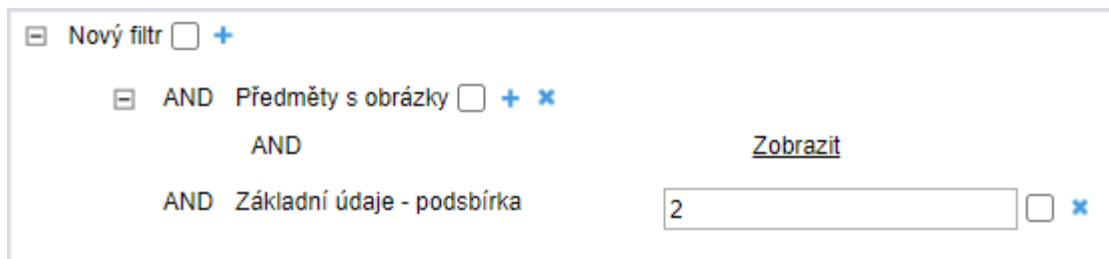 Nový filtr
AND Předměty s obrázky
AND Zobrazit
AND Základní údaje - podsbírka 2